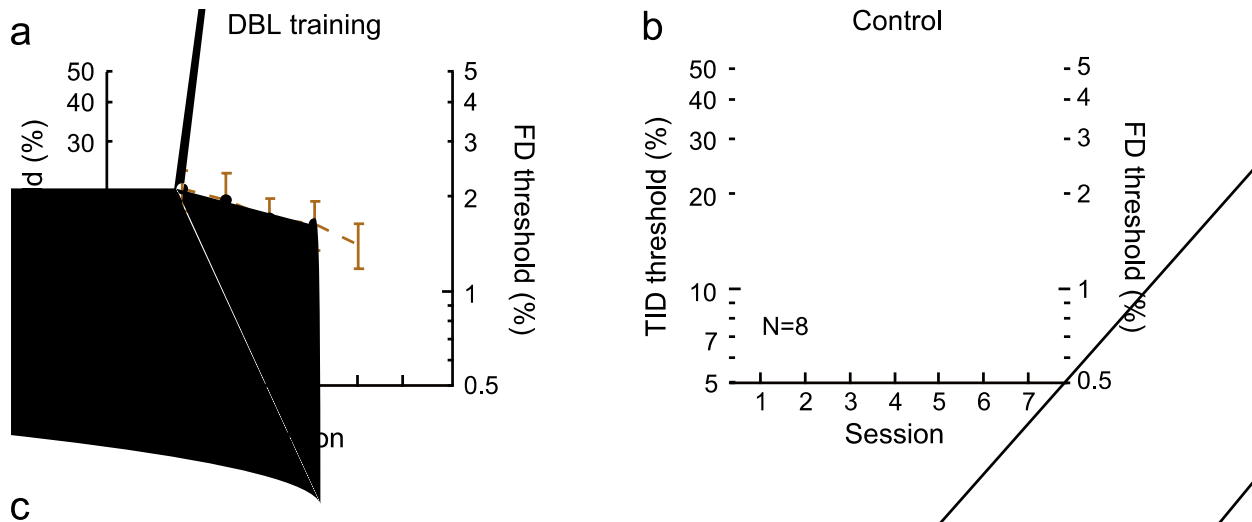 a
DBL training
50
40
30
d (%)
5
4
3
2
1
0.5
FD threshold (%)
on
b
Control
50
40
30
20
10
7
5
TID threshold (%)
N=8
5
4
3
2
1
0.5
FD threshold (%)
1 2 3 4 5 6 7
Session
c